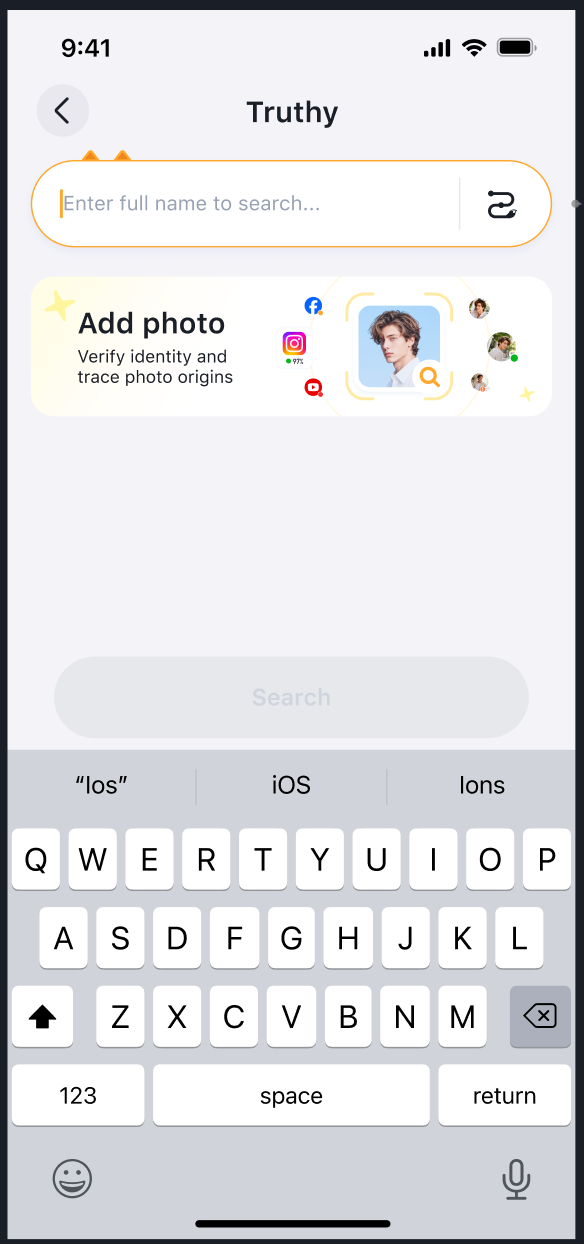 9:41
Truthy
Enter full name to search...
Add photo
Verify identity and
trace photo origins
97%
Search
“Ios” iOS Ions
Q W E R T Y U I O P
A S D F G H J K L
Z X C V B N M
123 space return